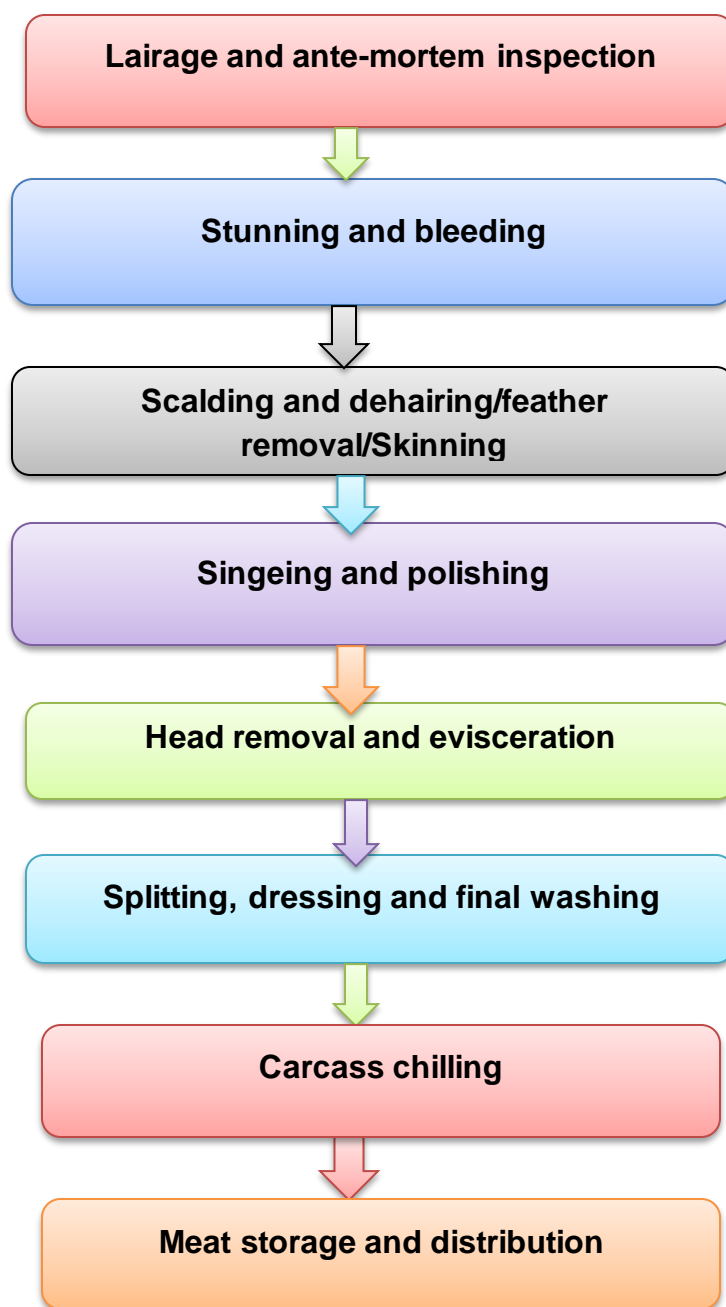 Lairage and ante-mortem inspection
Stunning and bleeding
Scalding and dehairing/feather
removal/Skinning
Singeing and polishing
Head removal and evisceration
Splitting, dressing and final washing
Carcass chilling
Meat storage and distribution